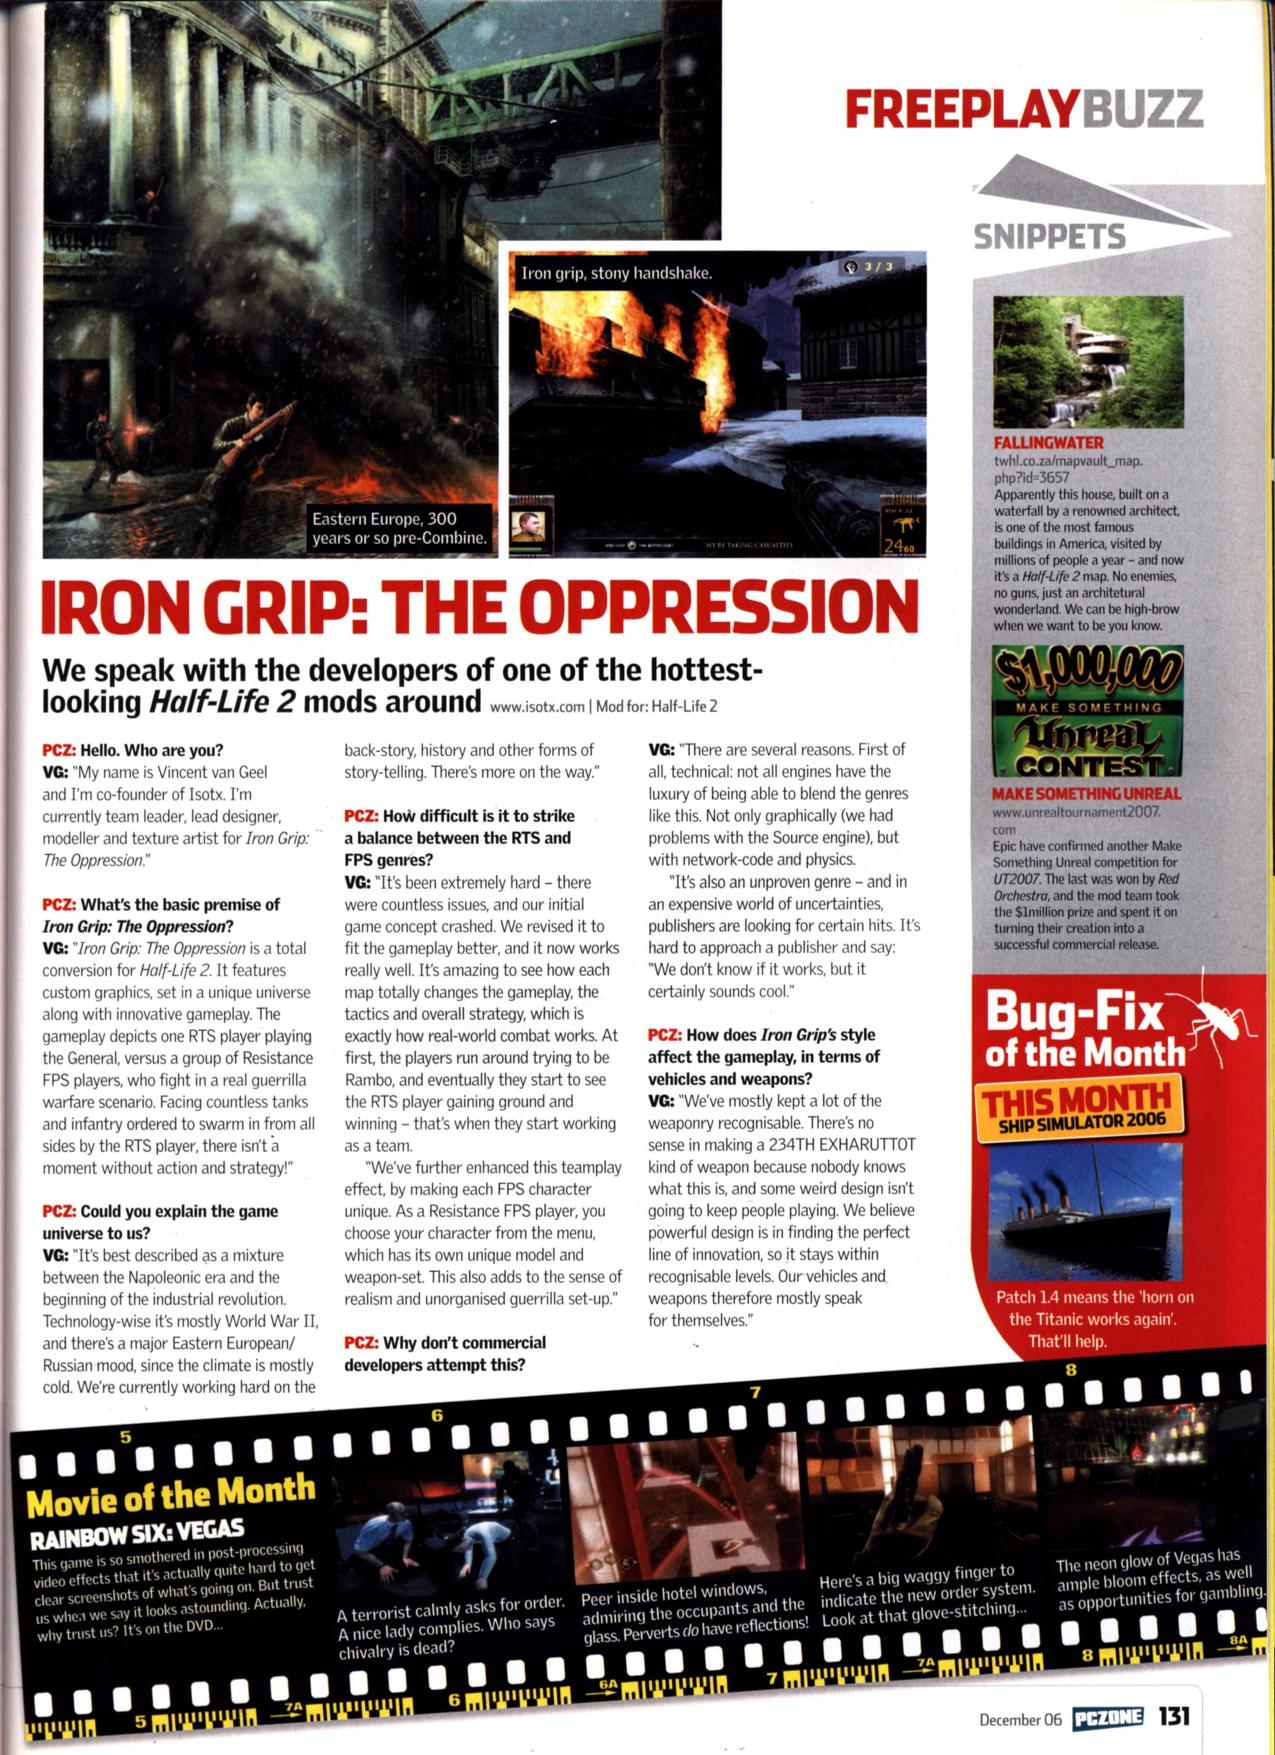 FREEPLAYBUZZ
Iron grip, stony handshake.
3 / 3
Eastern Europe, 300
years or so pre-Combine.
WE'RE TAKING CASUALTIES
24 60
IRON GRIP: THE OPPRESSION
We speak with the developers of one of the hottest-
looking Half-Life 2 mods around www.isotx.com | Mod for: Half-Life 2
PCZ: Hello. Who are you?
VG: "My name is Vincent van Geel
and I'm co-founder of Isotx. I'm
currently team leader, lead designer,
modeller and texture artist for Iron Grip:
The Oppression."
PCZ: What's the basic premise of
Iron Grip: The Oppression?
VG: "Iron Grip: The Oppression is a total
conversion for Half-Life 2. It features
custom graphics, set in a unique universe
along with innovative gameplay. The
gameplay depicts one RTS player playing
the General, versus a group of Resistance
FPS players, who fight in a real guerrilla
warfare scenario. Facing countless tanks
and infantry ordered to swarm in from all
sides by the RTS player, there isn't a
moment without action and strategy!"
PCZ: Could you explain the game
universe to us?
VG: "It's best described as a mixture
between the Napoleonic era and the
beginning of the industrial revolution.
Technology-wise it's mostly World War II,
and there's a major Eastern European/
Russian mood, since the climate is mostly
cold. We're currently working hard on the
back-story, history and other forms of
story-telling. There's more on the way."
PCZ: How difficult is it to strike
a balance between the RTS and
FPS genres?
VG: "It's been extremely hard – there
were countless issues, and our initial
game concept crashed. We revised it to
fit the gameplay better, and it now works
really well. It's amazing to see how each
map totally changes the gameplay, the
tactics and overall strategy, which is
exactly how real-world combat works. At
first, the players run around trying to be
Rambo, and eventually they start to see
the RTS player gaining ground and
winning – that's when they start working
as a team.
"We've further enhanced this teamplay
effect, by making each FPS character
unique. As a Resistance FPS player, you
choose your character from the menu,
which has its own unique model and
weapon-set. This also adds to the sense of
realism and unorganised guerrilla set-up."
PCZ: Why don't commercial
developers attempt this?
VG: "There are several reasons. First of
all, technical: not all engines have the
luxury of being able to blend the genres
like this. Not only graphically (we had
problems with the Source engine), but
with network-code and physics.
"It's also an unproven genre – and in
an expensive world of uncertainties,
publishers are looking for certain hits. It's
hard to approach a publisher and say:
"We don't know if it works, but it
certainly sounds cool."
PCZ: How does Iron Grip's style
affect the gameplay, in terms of
vehicles and weapons?
VG: "We've mostly kept a lot of the
weaponry recognisable. There's no
sense in making a 234TH EXHARUTTOT
kind of weapon because nobody knows
what this is, and some weird design isn't
going to keep people playing. We believe
powerful design is in finding the perfect
line of innovation, so it stays within
recognisable levels. Our vehicles and
weapons therefore mostly speak
for themselves."
SNIPPETS
FALLINGWATER
twhl.co.za/mapvault_map.
php?id=3657
Apparently this house, built on a
waterfall by a renowned architect,
is one of the most famous
buildings in America, visited by
millions of people a year – and now
it's a Half-Life 2 map. No enemies,
no guns, just an architetural
wonderland. We can be high-brow
when we want to be you know.
$1,000,000
MAKE SOMETHING
Unreal
CONTEST
MAKE SOMETHING UNREAL
www.unrealtournament2007.
com
Epic have confirmed another Make
Something Unreal competition for
UT2007. The last was won by Red
Orchestra, and the mod team took
the $1million prize and spent it on
turning their creation into a
successful commercial release.
Bug-Fix
of the Month
THIS MONTH
SHIP SIMULATOR 2006
Patch 1.4 means the 'horn on
the Titanic works again'.
That'll help.
5
6
7
8
Movie of the Month
RAINBOW SIX: VEGAS
This game is so smothered in post-processing
video effects that it's actually quite hard to get
clear screenshots of what's going on. But trust
us when we say it looks astounding. Actually,
why trust us? It's on the DVD...
A terrorist calmly asks for order.
A nice lady complies. Who says
chivalry is dead?
Peer inside hotel windows,
admiring the occupants and the
glass. Perverts do have reflections!
Here's a big waggy finger to
indicate the new order system.
Look at that glove-stitching...
The neon glow of Vegas has
ample bloom effects, as well
as opportunities for gambling.
5
7A
6
6A
7
7A
8
8A
December 06 PCZONE 131